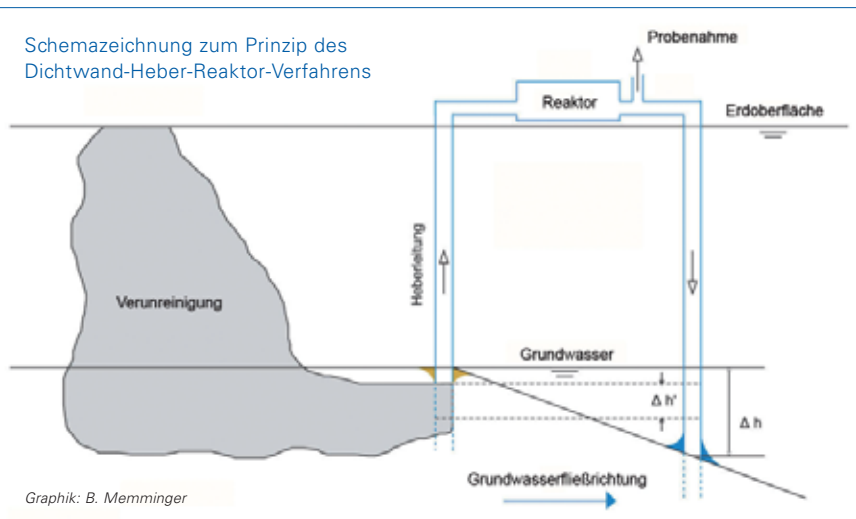 Schemazeichnung zum Prinzip des
Dichtwand-Heber-Reaktor-Verfahrens
Probenahme
Reaktor
Erdoberfläche
Heberleitung
Verunreinigung
Grundwasser
Δ h'
Δ h
Grundwasserfließrichtung
Graphik: B. Memminger